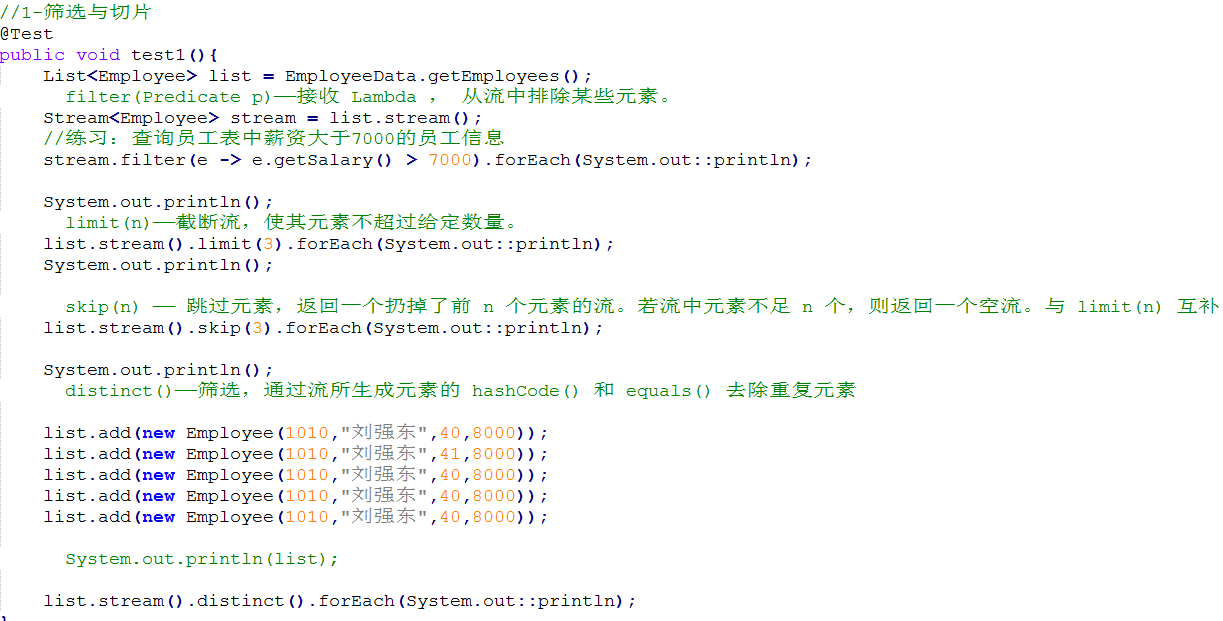 //1-筛选与切片
@Test
public void test1(){
List<Employee> list = EmployeeData.getEmployees();
filter(Predicate p)——接收 Lambda ， 从流中排除某些元素。
Stream<Employee> stream = list.stream();
//练习：查询员工表中薪资大于7000的员工信息
stream.filter(e -> e.getSalary() > 7000).forEach(System.out::println);
System.out.println();
limit(n)——截断流，使其元素不超过给定数量。
list.stream().limit(3).forEach(System.out::println);
System.out.println();
skip(n) —— 跳过元素，返回一个扔掉了前 n 个元素的流。若流中元素不足 n 个，则返回一个空流。与 limit(n) 互补
list.stream().skip(3).forEach(System.out::println);
System.out.println();
distinct()——筛选，通过流所生成元素的 hashCode() 和 equals() 去除重复元素
list.add(new Employee(1010,"刘强东",40,8000));
list.add(new Employee(1010,"刘强东",41,8000));
list.add(new Employee(1010,"刘强东",40,8000));
list.add(new Employee(1010,"刘强东",40,8000));
list.add(new Employee(1010,"刘强东",40,8000));
System.out.println(list);
list.stream().distinct().forEach(System.out::println);